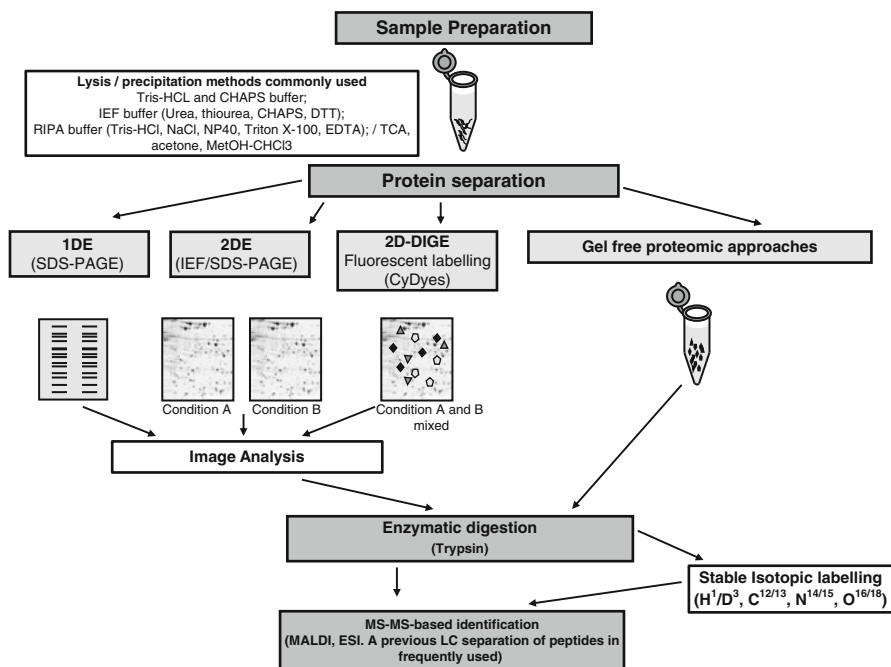 Sample Preparation
Lysis / precipitation methods commonly used
Tris-HCL and CHAPS buffer;
IEF buffer (Urea, thiourea, CHAPS, DTT);
RIPA buffer (Tris-HCl, NaCl, NP40, Triton X-100, EDTA); / TCA,
acetone, MetOH-CHCl3
Protein separation
1DE
(SDS-PAGE)
2DE
(IEF/SDS-PAGE)
2D-DIGE
Fluorescent labelling
(CyDyes)
Gel free proteomic approaches
Condition A
Condition B
Condition A and B
mixed
Image Analysis
Enzymatic digestion
(Trypsin)
Stable Isotopic labelling
(H¹/D³, C¹²/¹³, N¹⁴/¹⁵, O¹⁶/¹⁸)
MS-MS-based identification
(MALDI, ESI. A previous LC separation of peptides in
frequently used)